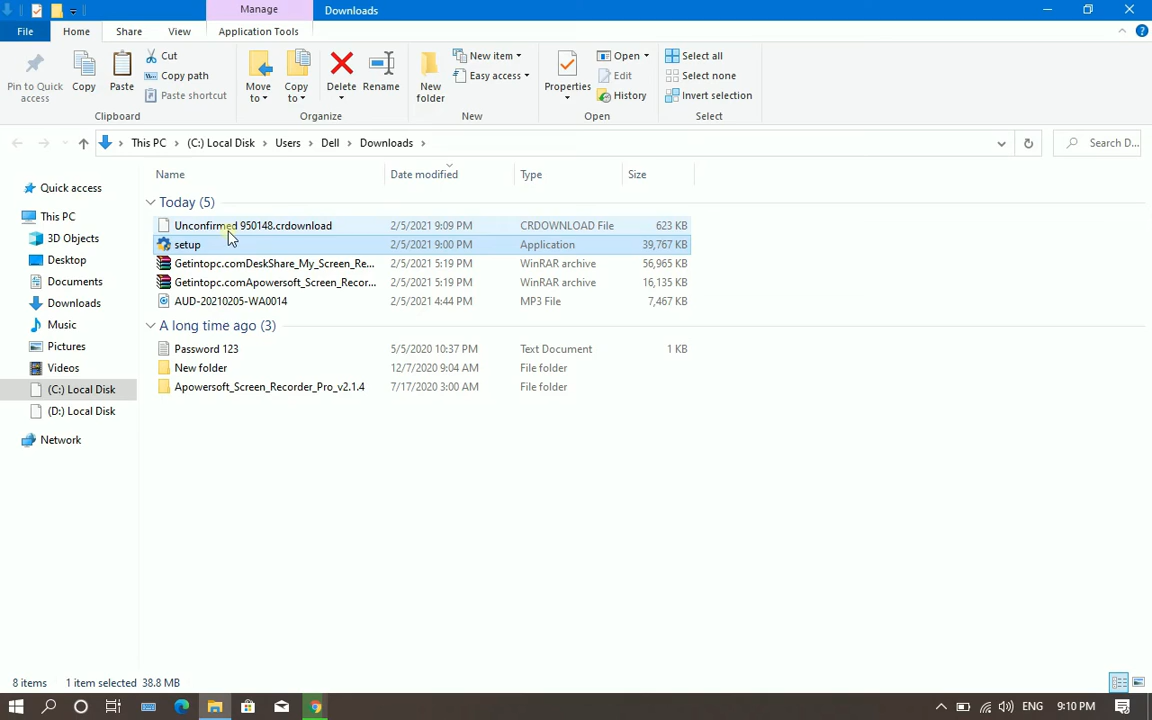 Manage Downloads
File Home Share View Application Tools
Pin to Quick access
Copy
Paste
Cut
Copy path
Paste shortcut
Clipboard
Move to
Copy to
Delete
Rename
Organize
New folder
New item
Easy access
New
Properties
Open
Edit
History
Open
Select all
Select none
Invert selection
Select
This PC (C:) Local Disk Users Dell Downloads
Search D...
Name Date modified Type Size
Quick access
This PC
3D Objects
Desktop
Documents
Downloads
Music
Pictures
Videos
(C:) Local Disk
(D:) Local Disk
Network
Today (5)
Unconfirmed 950148.crdownload 2/5/2021 9:09 PM CRDOWNLOAD File 623 KB
setup 2/5/2021 9:00 PM Application 39,767 KB
Getintopc.comDeskShare_My_Screen_Re... 2/5/2021 5:19 PM WinRAR archive 56,965 KB
Getintopc.comApowersoft_Screen_Recor... 2/5/2021 5:19 PM WinRAR archive 16,135 KB
AUD-20210205-WA0014 2/5/2021 4:44 PM MP3 File 7,467 KB
A long time ago (3)
Password 123 5/5/2020 10:37 PM Text Document 1 KB
New folder 12/7/2020 9:04 AM File folder
Apowersoft_Screen_Recorder_Pro_v2.1.4 7/17/2020 3:00 AM File folder
8 items 1 item selected 38.8 MB
ENG 9:10 PM